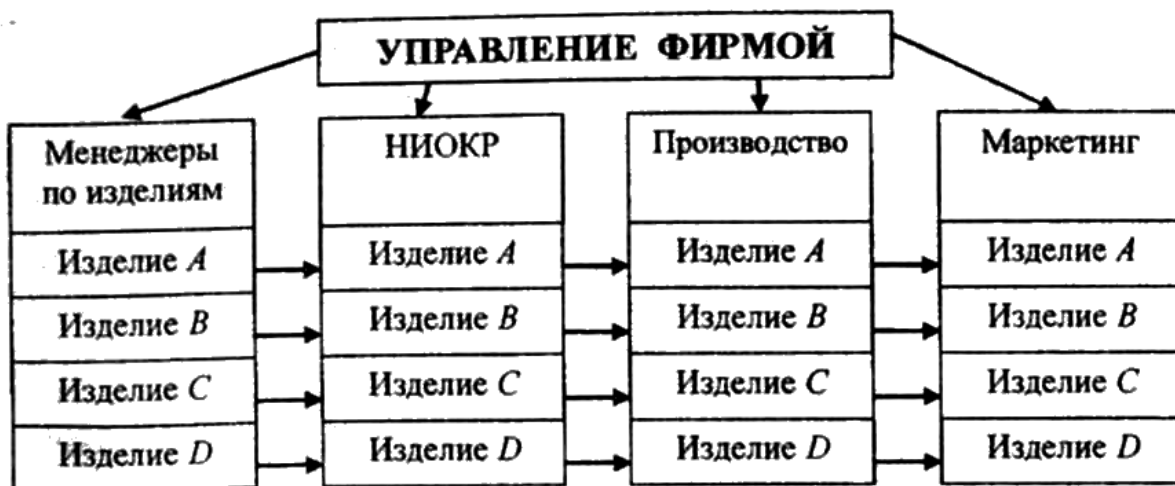 УПРАВЛЕНИЕ ФИРМОЙ
Менеджеры
по изделиям
НИОКР
Производство
Маркетинг
Изделие A
Изделие A
Изделие A
Изделие A
Изделие B
Изделие B
Изделие B
Изделие B
Изделие C
Изделие C
Изделие C
Изделие C
Изделие D
Изделие D
Изделие D
Изделие D